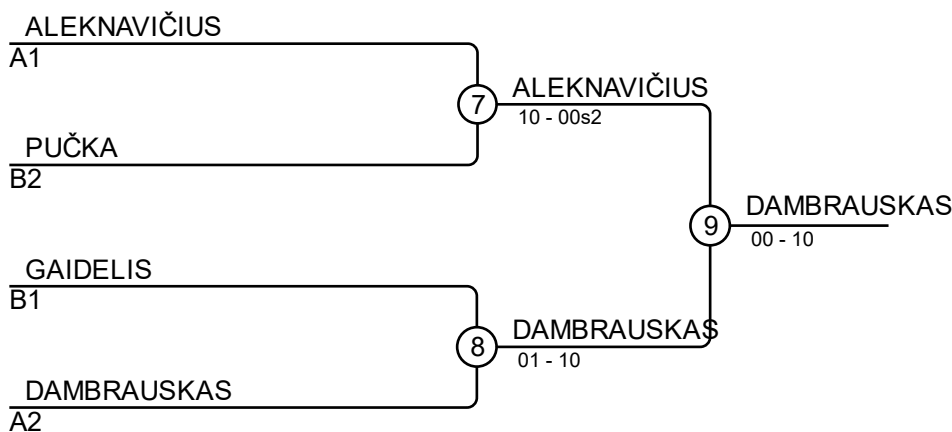 ALEKNAVIČIUS
A1
7
ALEKNAVIČIUS
10 - 00s2
PUČKA
B2
9
DAMBRAUSKAS
00 - 10
GAIDELIS
B1
8
DAMBRAUSKAS
01 - 10
DAMBRAUSKAS
A2